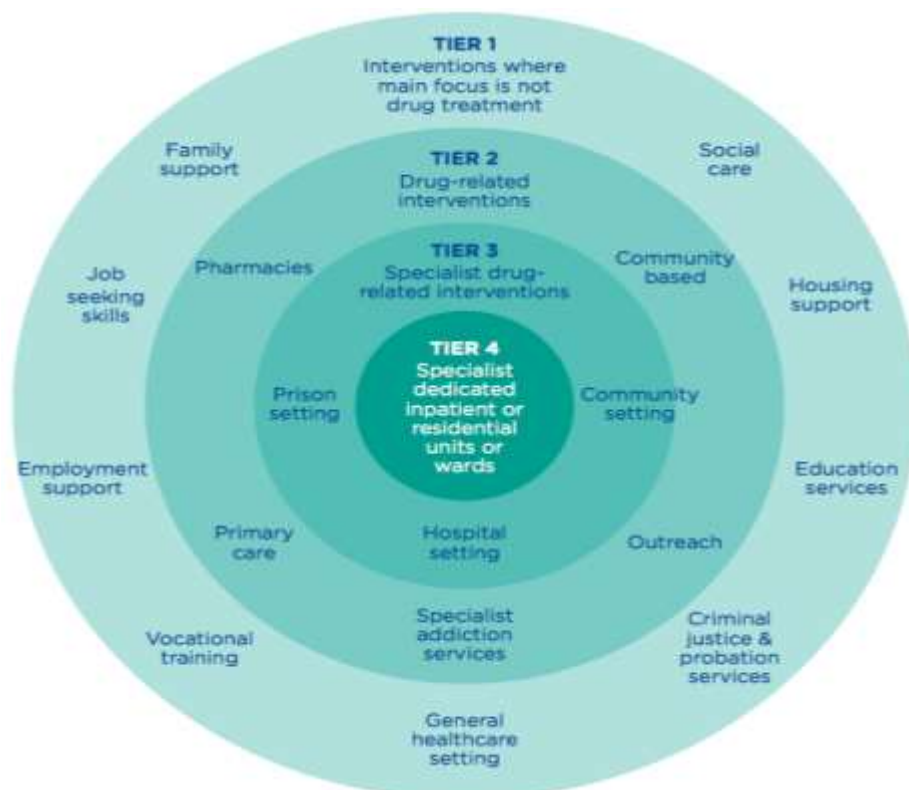 TIER 1
Interventions where
main focus is not
drug treatment
Family
support
Social
care
TIER 2
Drug-related
interventions
Pharmacies
Community
based
TIER 3
Specialist drug-
related interventions
Job
seeking
skills
Housing
support
TIER 4
Specialist
dedicated
inpatient or
residential
units or
wards
Prison
setting
Community
setting
Employment
support
Education
services
Primary
care
Hospital
setting
Outreach
Vocational
training
Specialist
addiction
services
Criminal
justice &
probation
services
General
healthcare
setting